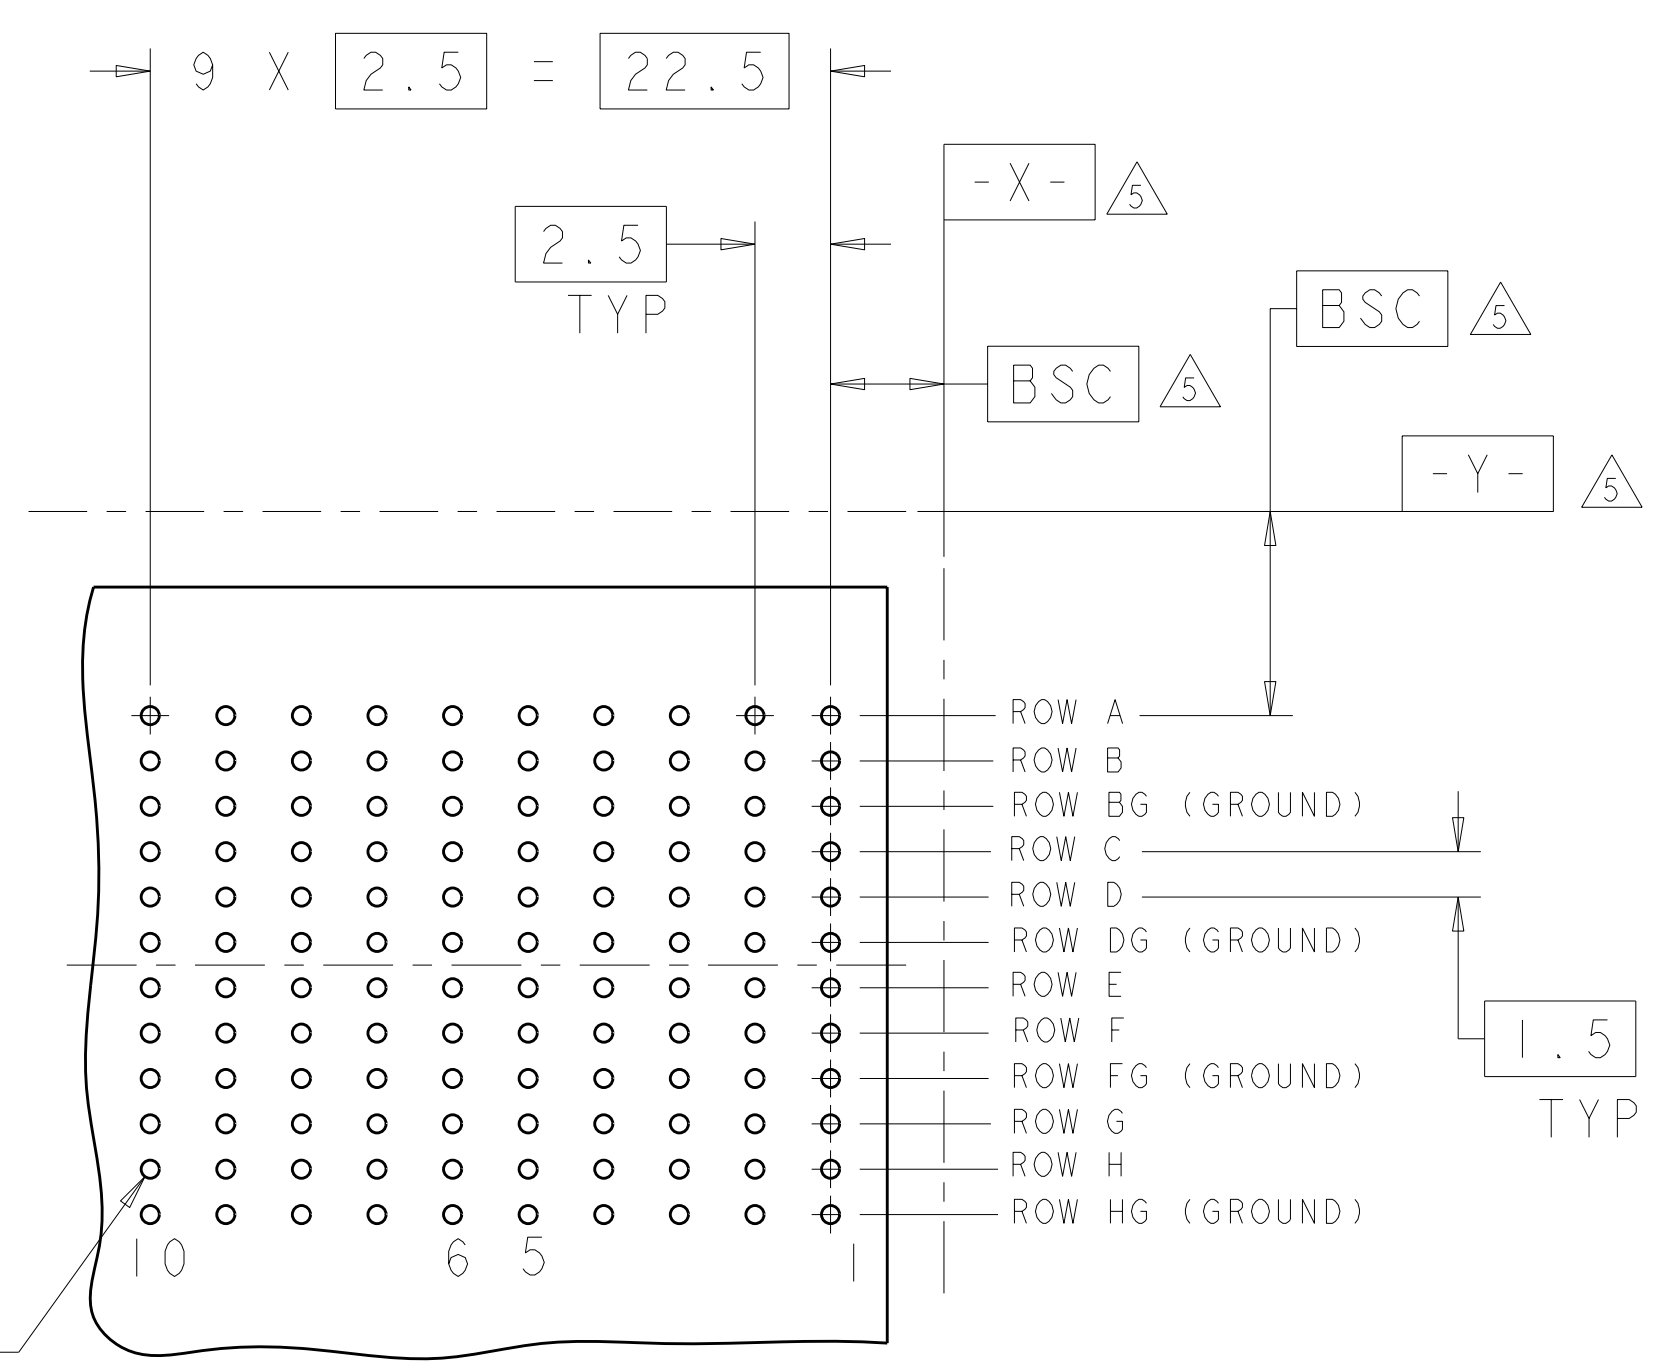 9 X 2.5 = 22.5
-X- 5
2.5
TYP
BSC 5
BSC 5
-Y- 5
ROW A
ROW B
ROW BG (GROUND)
ROW C
ROW D
ROW DG (GROUND)
ROW E
ROW F
1.5
TYP
ROW FG (GROUND)
ROW G
ROW H
ROW HG (GROUND)
10 6 5 1